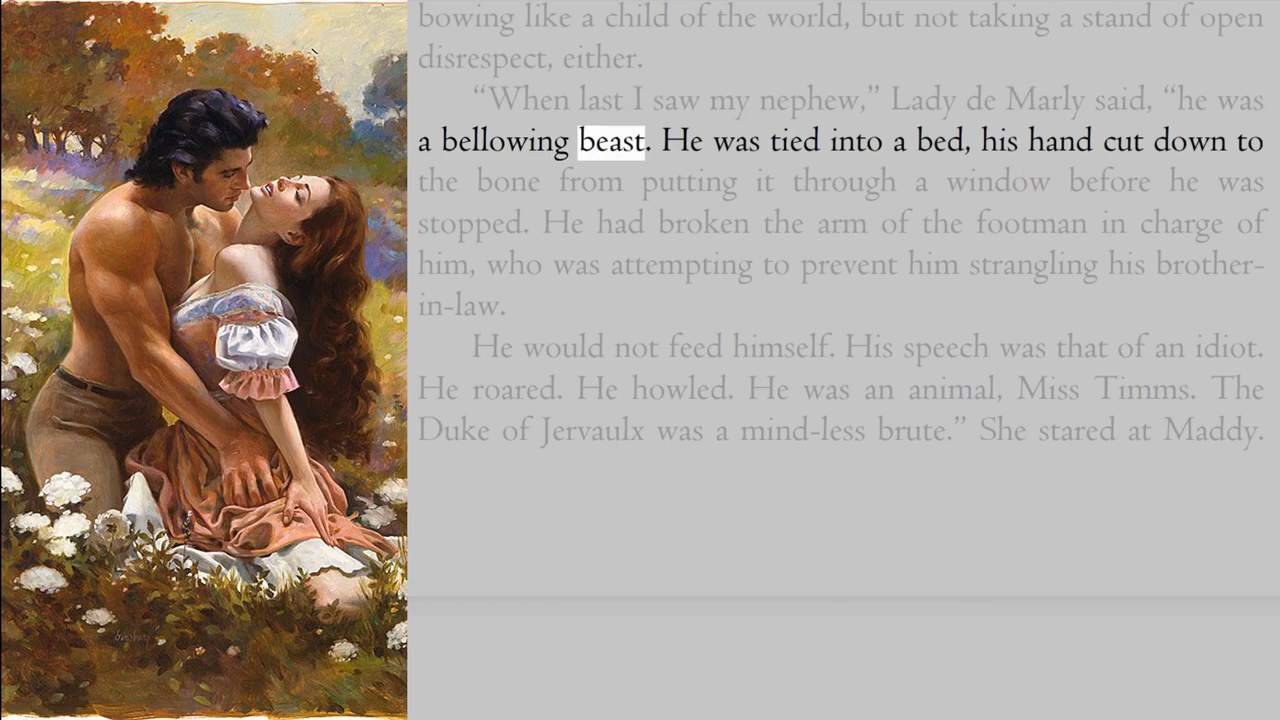 bowing like a child of the world, but not taking a stand of open
disrespect, either.
“When last I saw my nephew,” Lady de Marly said, “he was
a bellowing beast. He was tied into a bed, his hand cut down to
the bone from putting it through a window before he was
stopped. He had broken the arm of the footman in charge of
him, who was attempting to prevent him strangling his brother-
in-law.
He would not feed himself. His speech was that of an idiot.
He roared. He howled. He was an animal, Miss Timms. The
Duke of Jervaulx was a mind-less brute.” She stared at Maddy.